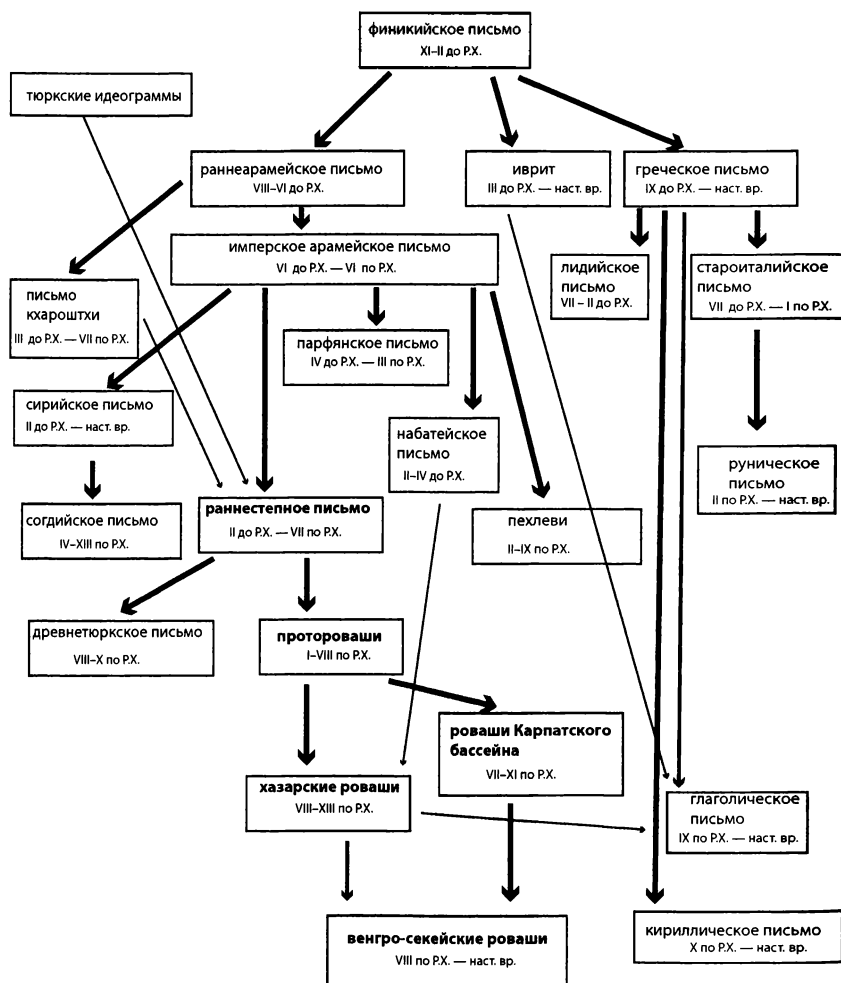 финикийское письмо
XI–II до Р.Х.
тюркские идеограммы
раннеарамейское письмо
VIII–VI до Р.Х.
иврит
III до Р.Х. — наст. вр.
греческое письмо
IX до Р.Х. — наст. вр.
имперское арамейское письмо
VI до Р.Х. — VI по Р.Х.
письмо
кхароштхи
III до Р.Х. — VII по Р.Х.
лидийское
письмо
VII – II до Р.Х.
староиталийское
письмо
VII до Р.Х. — I по Р.Х.
парфянское письмо
IV до Р.Х. — III по Р.Х.
сирийское письмо
II до Р.Х. — наст. вр.
набатейское
письмо
II–IV до Р.Х.
руническое
письмо
II по Р.Х. — наст. вр.
согдийское письмо
IV–XIII по Р.Х.
раннестепное письмо
II до Р.Х. — VII по Р.Х.
пехлеви
II–IX по Р.Х.
древнетюркское письмо
VIII–X по Р.Х.
протороваши
I–VIII по Р.Х.
роваши Карпатского
бассейна
VII–XI по Р.Х.
хазарские роваши
VIII–XIII по Р.Х.
глаголическое
письмо
IX по Р.Х. — наст. вр.
венгро-секейские роваши
VIII по Р.Х. — наст. вр.
кириллическое письмо
X по Р.Х. — наст. вр.